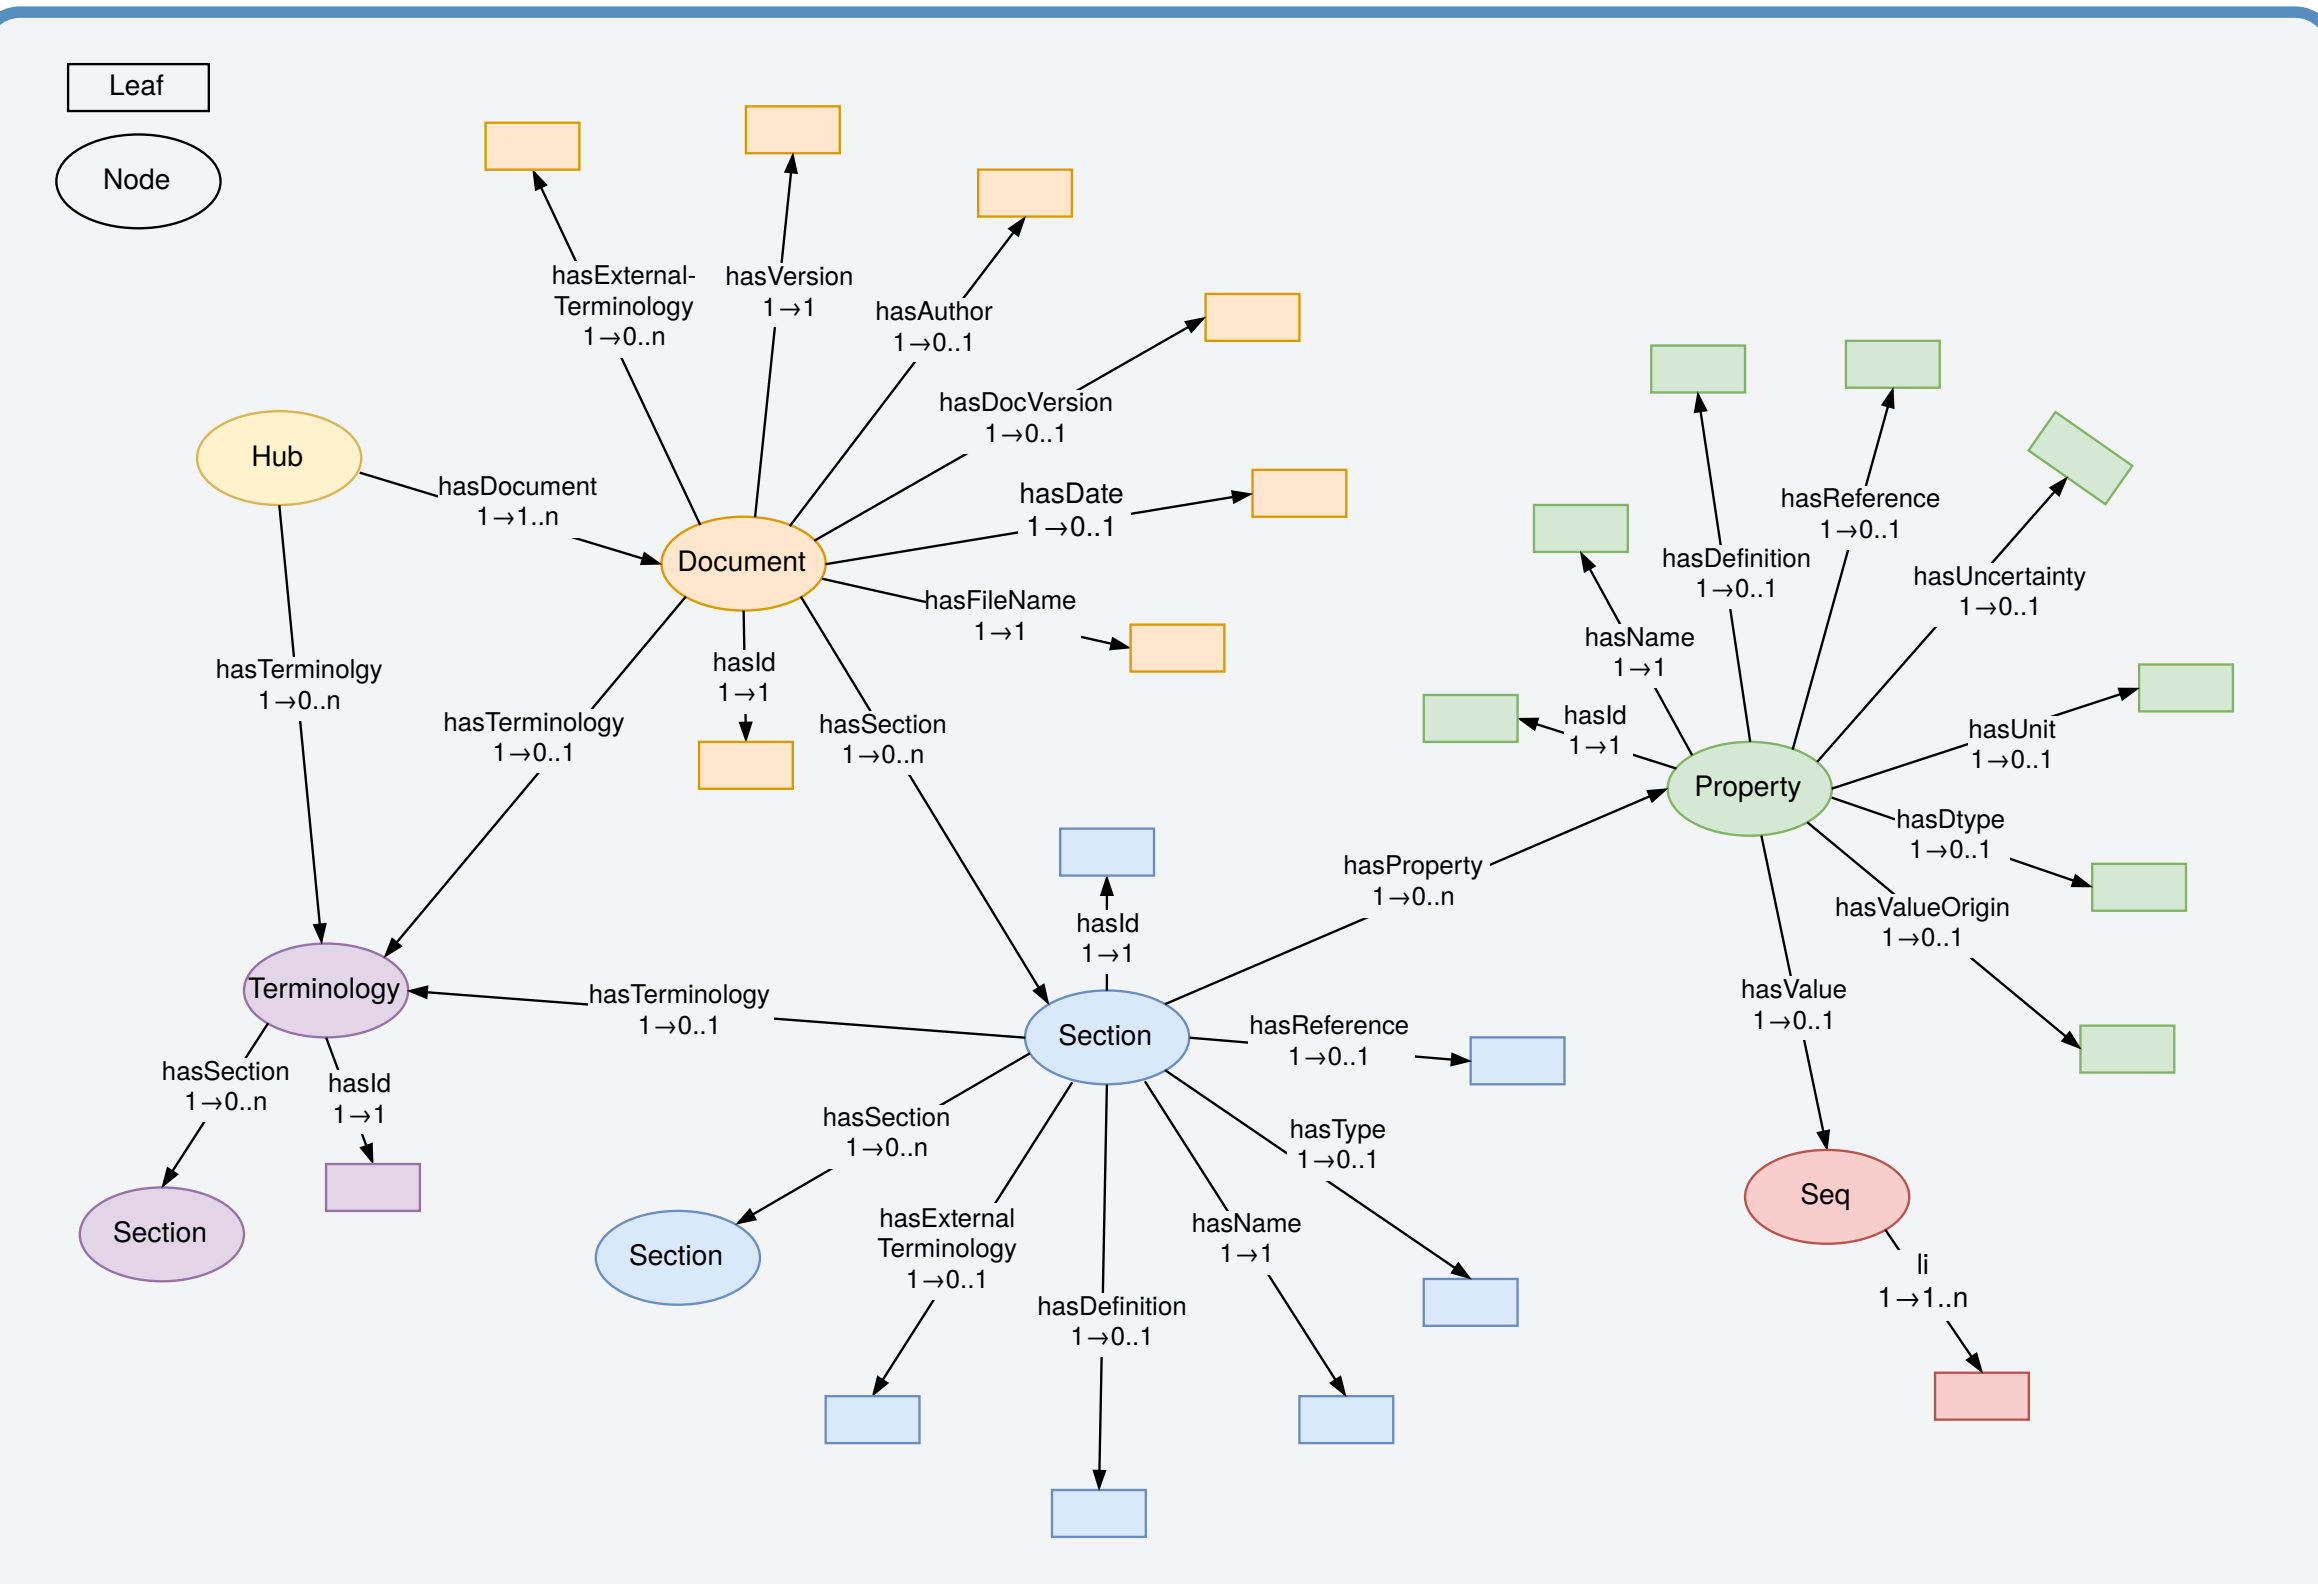 Leaf
Node
hasExternal-
Terminology
1→0..n
hasVersion
1→1
hasAuthor
1→0..1
hasDocVersion
1→0..1
Hub
hasDocument
1→1..n
hasDate
1→0..1
Document
hasFileName
1→1
hasTerminolgy
1→0..n
hasTerminology
1→0..1
hasId
1→1
hasSection
1→0..n
hasDefinition
1→0..1
hasReference
1→0..1
hasUncertainty
1→0..1
hasName
1→1
hasId
1→1
hasUnit
1→0..1
Property
hasDtype
1→0..1
hasValueOrigin
1→0..1
hasProperty
1→0..n
hasId
1→1
hasValue
1→0..1
Terminology
hasTerminology
1→0..1
Section
hasReference
1→0..1
hasSection
1→0..n
hasId
1→1
Section
hasSection
1→0..n
Section
hasExternal
Terminology
1→0..1
hasDefinition
1→0..1
hasName
1→1
hasType
1→0..1
Seq
li
1→1..n